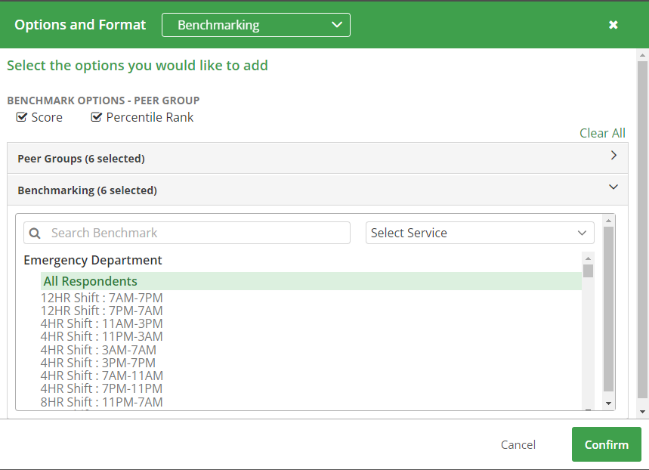 Options and Format Benchmarking
Select the options you would like to add
BENCHMARK OPTIONS - PEER GROUP
Score Percentile Rank
Clear All
Peer Groups (6 selected)
Benchmarking (6 selected)
Search Benchmark Select Service
Emergency Department
All Respondents
12HR Shift : 7AM-7PM
12HR Shift : 7PM-7AM
4HR Shift : 11AM-3PM
4HR Shift : 11PM-3AM
4HR Shift : 3AM-7AM
4HR Shift : 3PM-7PM
4HR Shift : 7AM-11AM
4HR Shift : 7PM-11PM
8HR Shift : 11PM-7AM
Cancel Confirm